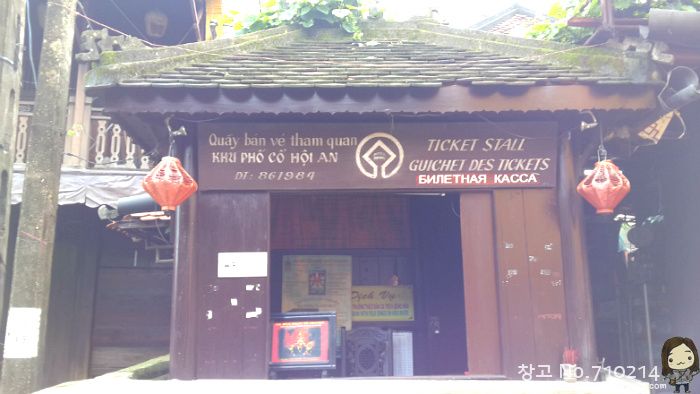 Quầy bán vé tham quan
KHU PHỐ CỔ HỘI AN
ĐT: 861984
TICKET STALL
GUICHET DES TICKETS
БИЛЕТНАЯ КАССА
Dịch Vụ
창고 No.710214